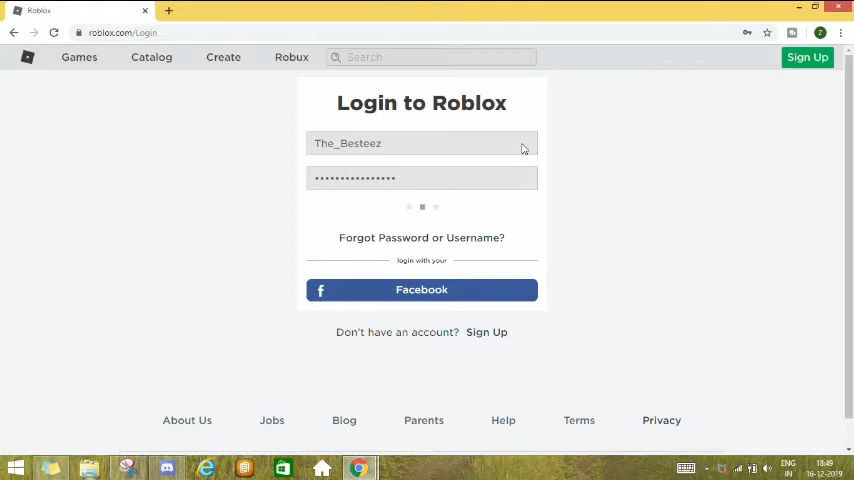 Roblox
roblox.com/Login
Z
Games
Catalog
Create
Robux
Search
Sign Up
Login to Roblox
The_Besteez
••••••••••••••••
Forgot Password or Username?
login with your
f
Facebook
Don't have an account? Sign Up
About Us
Jobs
Blog
Parents
Help
Terms
Privacy
ENG
IN
18:49
16-12-2019